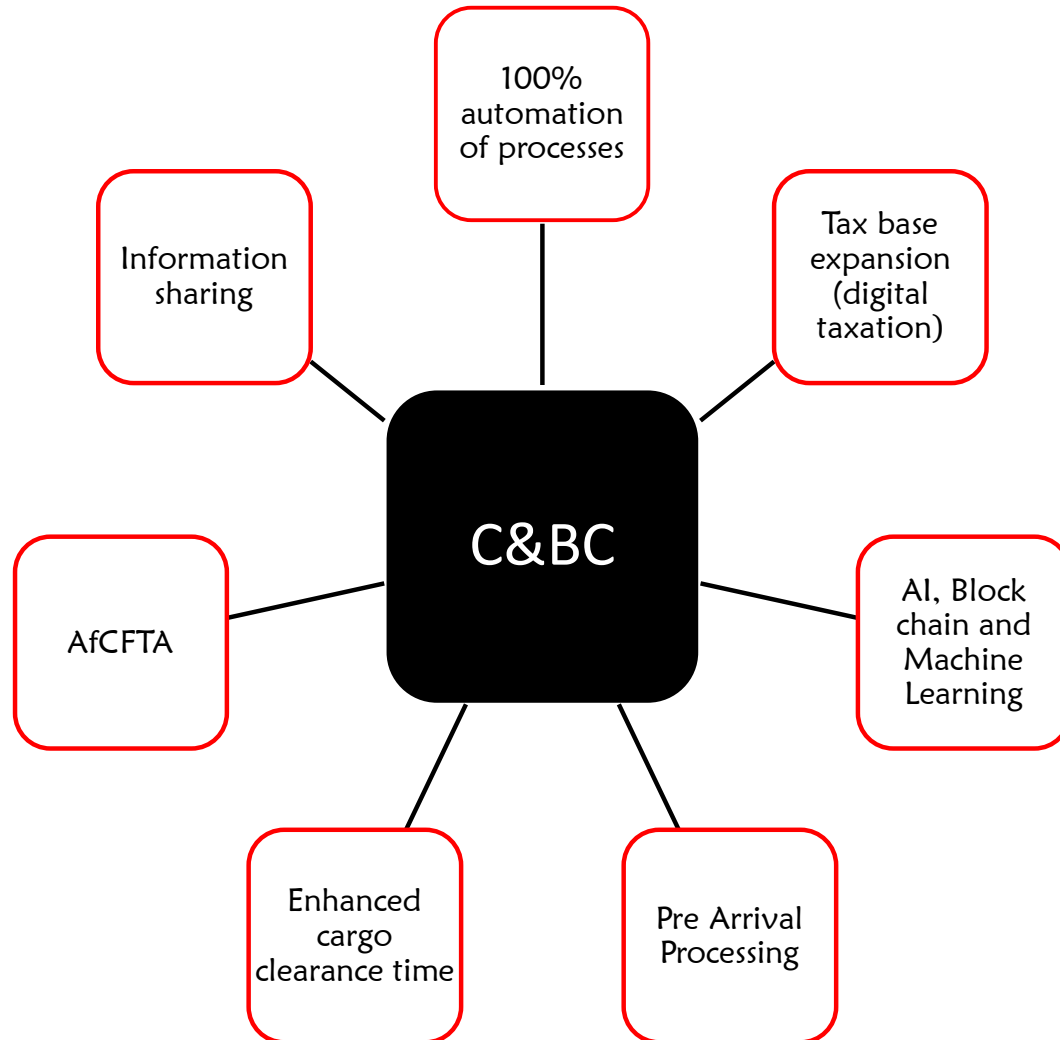 100%
automation
of processes
Tax base
expansion
(digital
taxation)
Information
sharing
C&BC
AI, Block
chain and
Machine
Learning
AfCFTA
Enhanced
cargo
clearance time
Pre Arrival
Processing